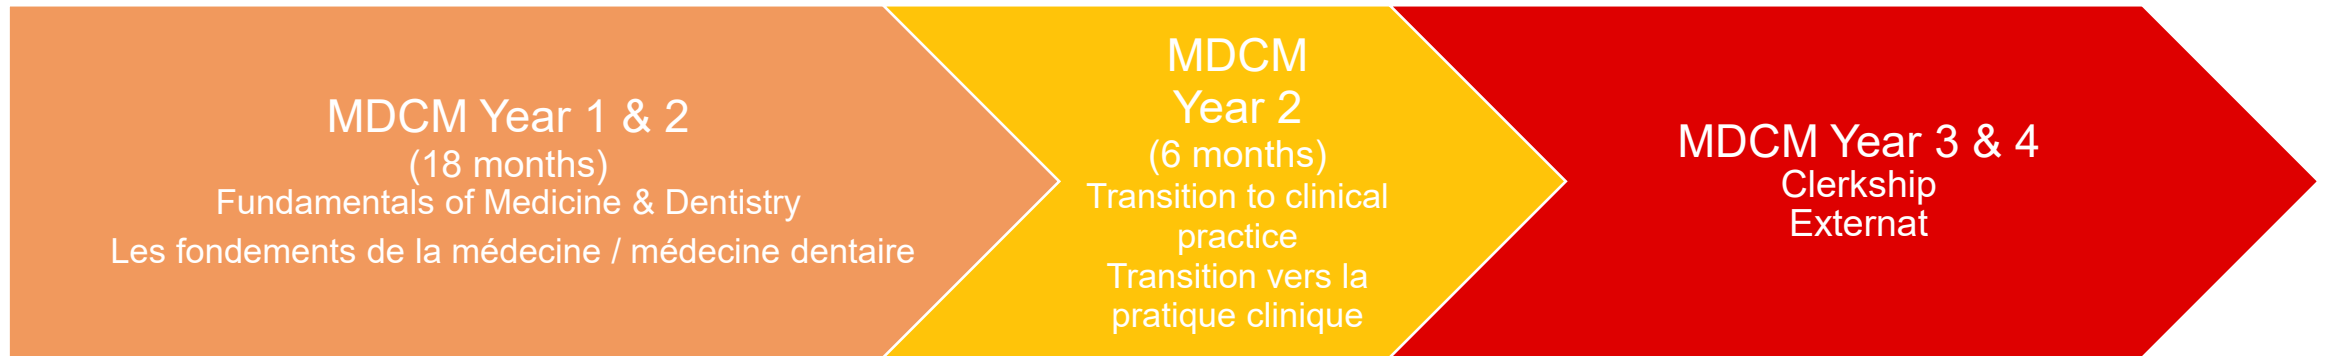 MDCM Year 1 & 2
(18 months)
Fundamentals of Medicine & Dentistry
Les fondements de la médecine / médecine dentaire
MDCM
Year 2
(6 months)
Transition to clinical
practice
Transition vers la
pratique clinique
MDCM Year 3 & 4
Clerkship
Externat